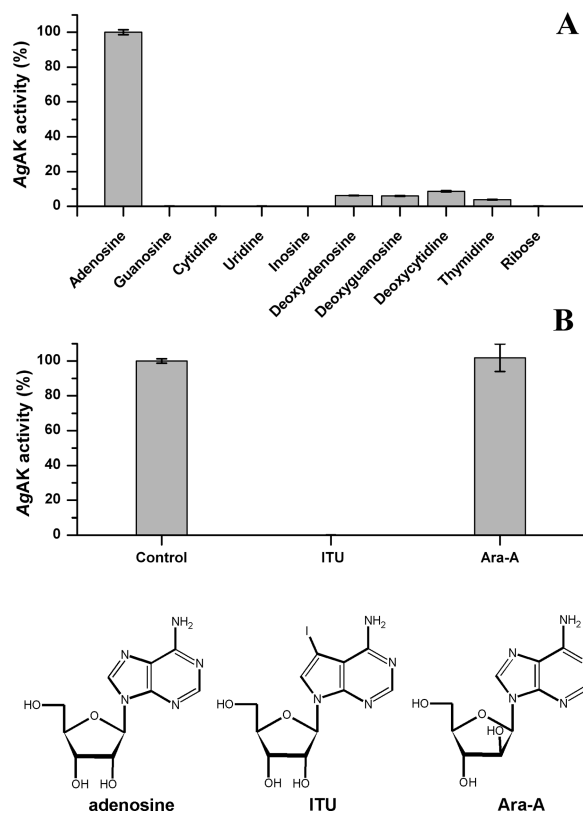 A
AgAK activity (%)
100
80
60
40
20
0
Adenosine
Guanosine
Cytidine
Uridine
Inosine
Deoxyadenosine
Deoxyguanosine
Deoxycytidine
Thymidine
Ribose
B
AgAK activity (%)
100
80
60
40
20
0
Control
ITU
Ara-A
NH2
N
N
N
N
HO
O
OH
HO
adenosine
I
NH2
N
N
N
HO
O
OH
HO
ITU
NH2
N
N
N
HO
O
HO
OH
Ara-A